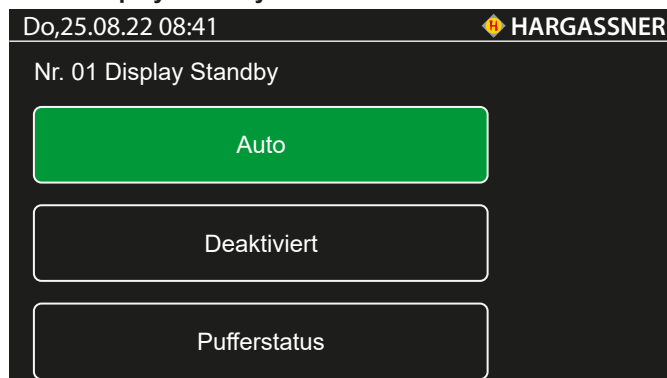 Do,25.08.22 08:41 HARGASSNER
Nr. 01 Display Standby
Auto
Deaktiviert
Pufferstatus